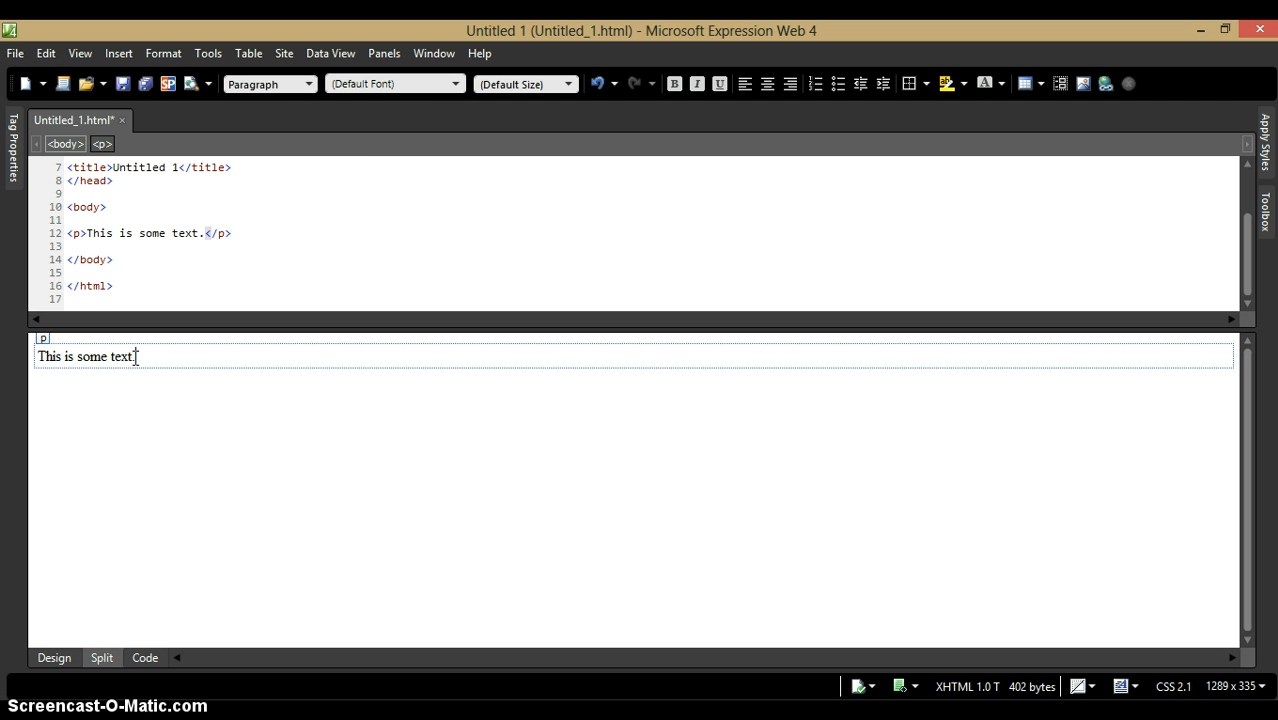 Untitled 1 (Untitled_1.html) - Microsoft Expression Web 4
File Edit View Insert Format Tools Table Site Data View Panels Window Help
Paragraph (Default Font) (Default Size) B I U A
Untitled_1.html* ×
<body> <p>
Tag Properties
Apply Styles
Toolbox
7 <title>Untitled 1</title>
8 </head>
9
10 <body>
11
12 <p>This is some text.</p>
13
14 </body>
15
16 </html>
17
p
This is some text.
Design Split Code
XHTML 1.0 T 402 bytes CSS 2.1 1289 x 335
Screencast-O-Matic.com